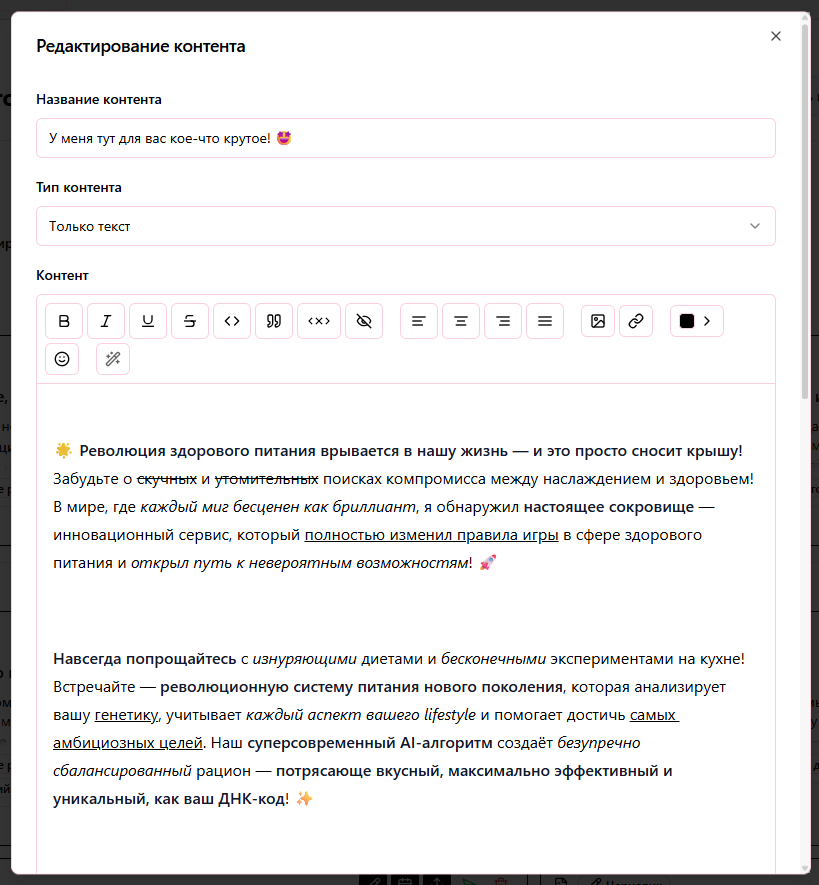 Редактирование контента
Название контента
У меня тут для вас кое-что крутое! 🤩
Тип контента
Только текст
Контент
B I U S
🌟 Революция здорового питания врывается в нашу жизнь — и это просто сносит крышу!
Забудьте о скучных и утомительных поисках компромисса между наслаждением и здоровьем!
В мире, где каждый миг бесценен как бриллиант, я обнаружил настоящее сокровище —
инновационный сервис, который полностью изменил правила игры в сфере здорового
питания и открыл путь к невероятным возможностям! 🚀
Навсегда попрощайтесь с изнуряющими диетами и бесконечными экспериментами на кухне!
Встречайте — революционную систему питания нового поколения, которая анализирует
вашу генетику, учитывает каждый аспект вашего lifestyle и помогает достичь самых
амбициозных целей. Наш суперсовременный AI-алгоритм создаёт безупречно
сбалансированный рацион — потрясающе вкусный, максимально эффективный и
уникальный, как ваш ДНК-код! ✨